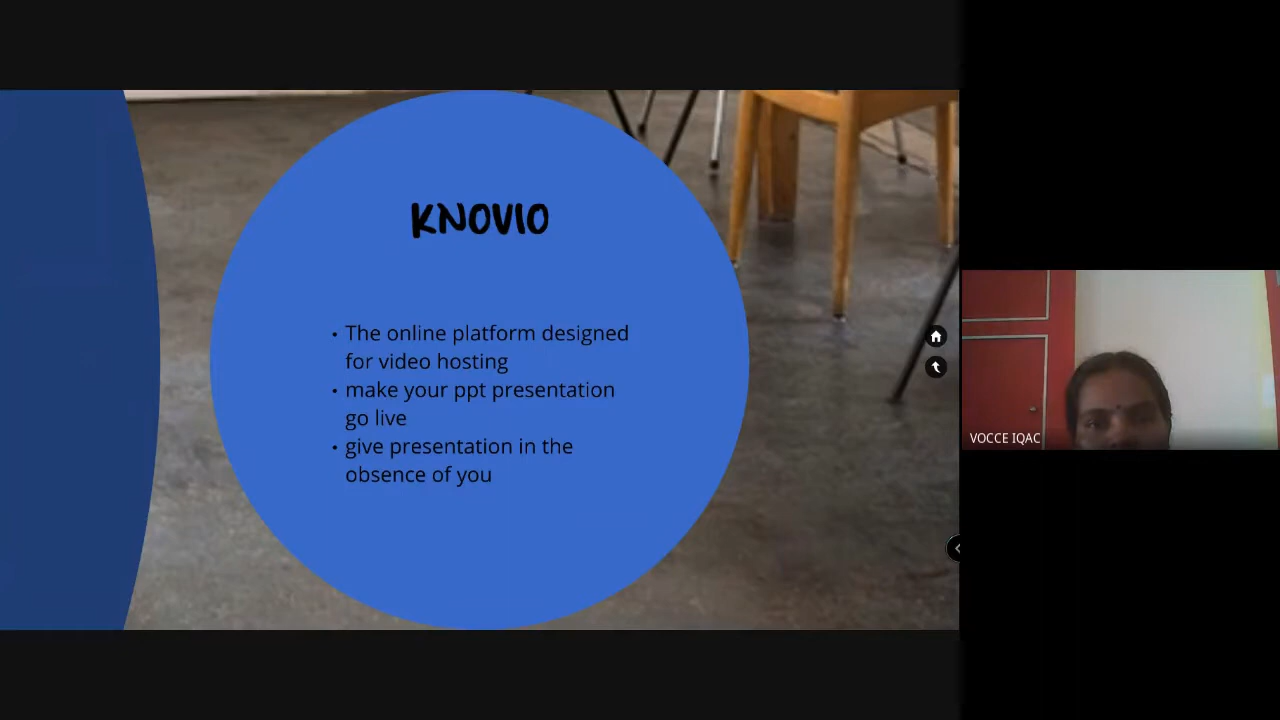 KNOVIO
• The online platform designed
for video hosting
• make your ppt presentation
go live
• give presentation in the
obsence of you
VOCCE IQAC